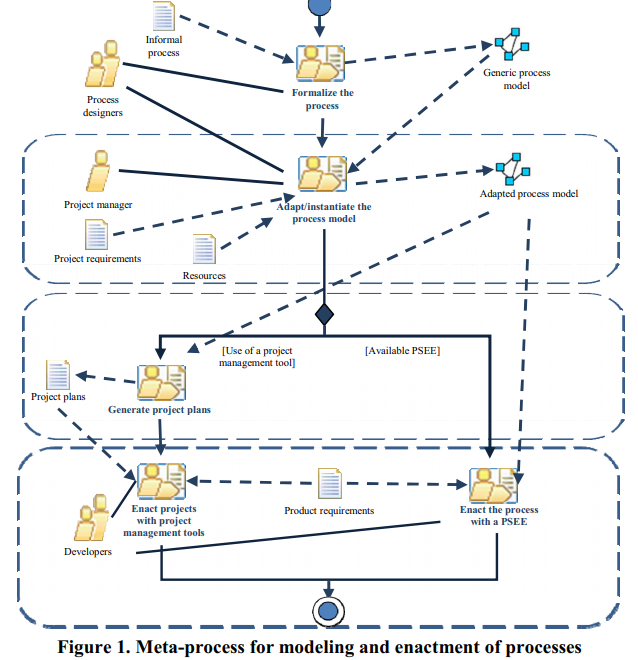 Informal
process
Generic process
model
Formalize the
process
Process
designers
Project manager
Adapted process model
Adapt/instantiate the
process model
Project requirements
Resources
[Use of a project
management tool]
[Available PSEE]
Project plans
Generate project plans
Enact projects
with project
management tools
Product requirements
Enact the process
with a PSEE
Developers
Figure 1. Meta-process for modeling and enactment of processes